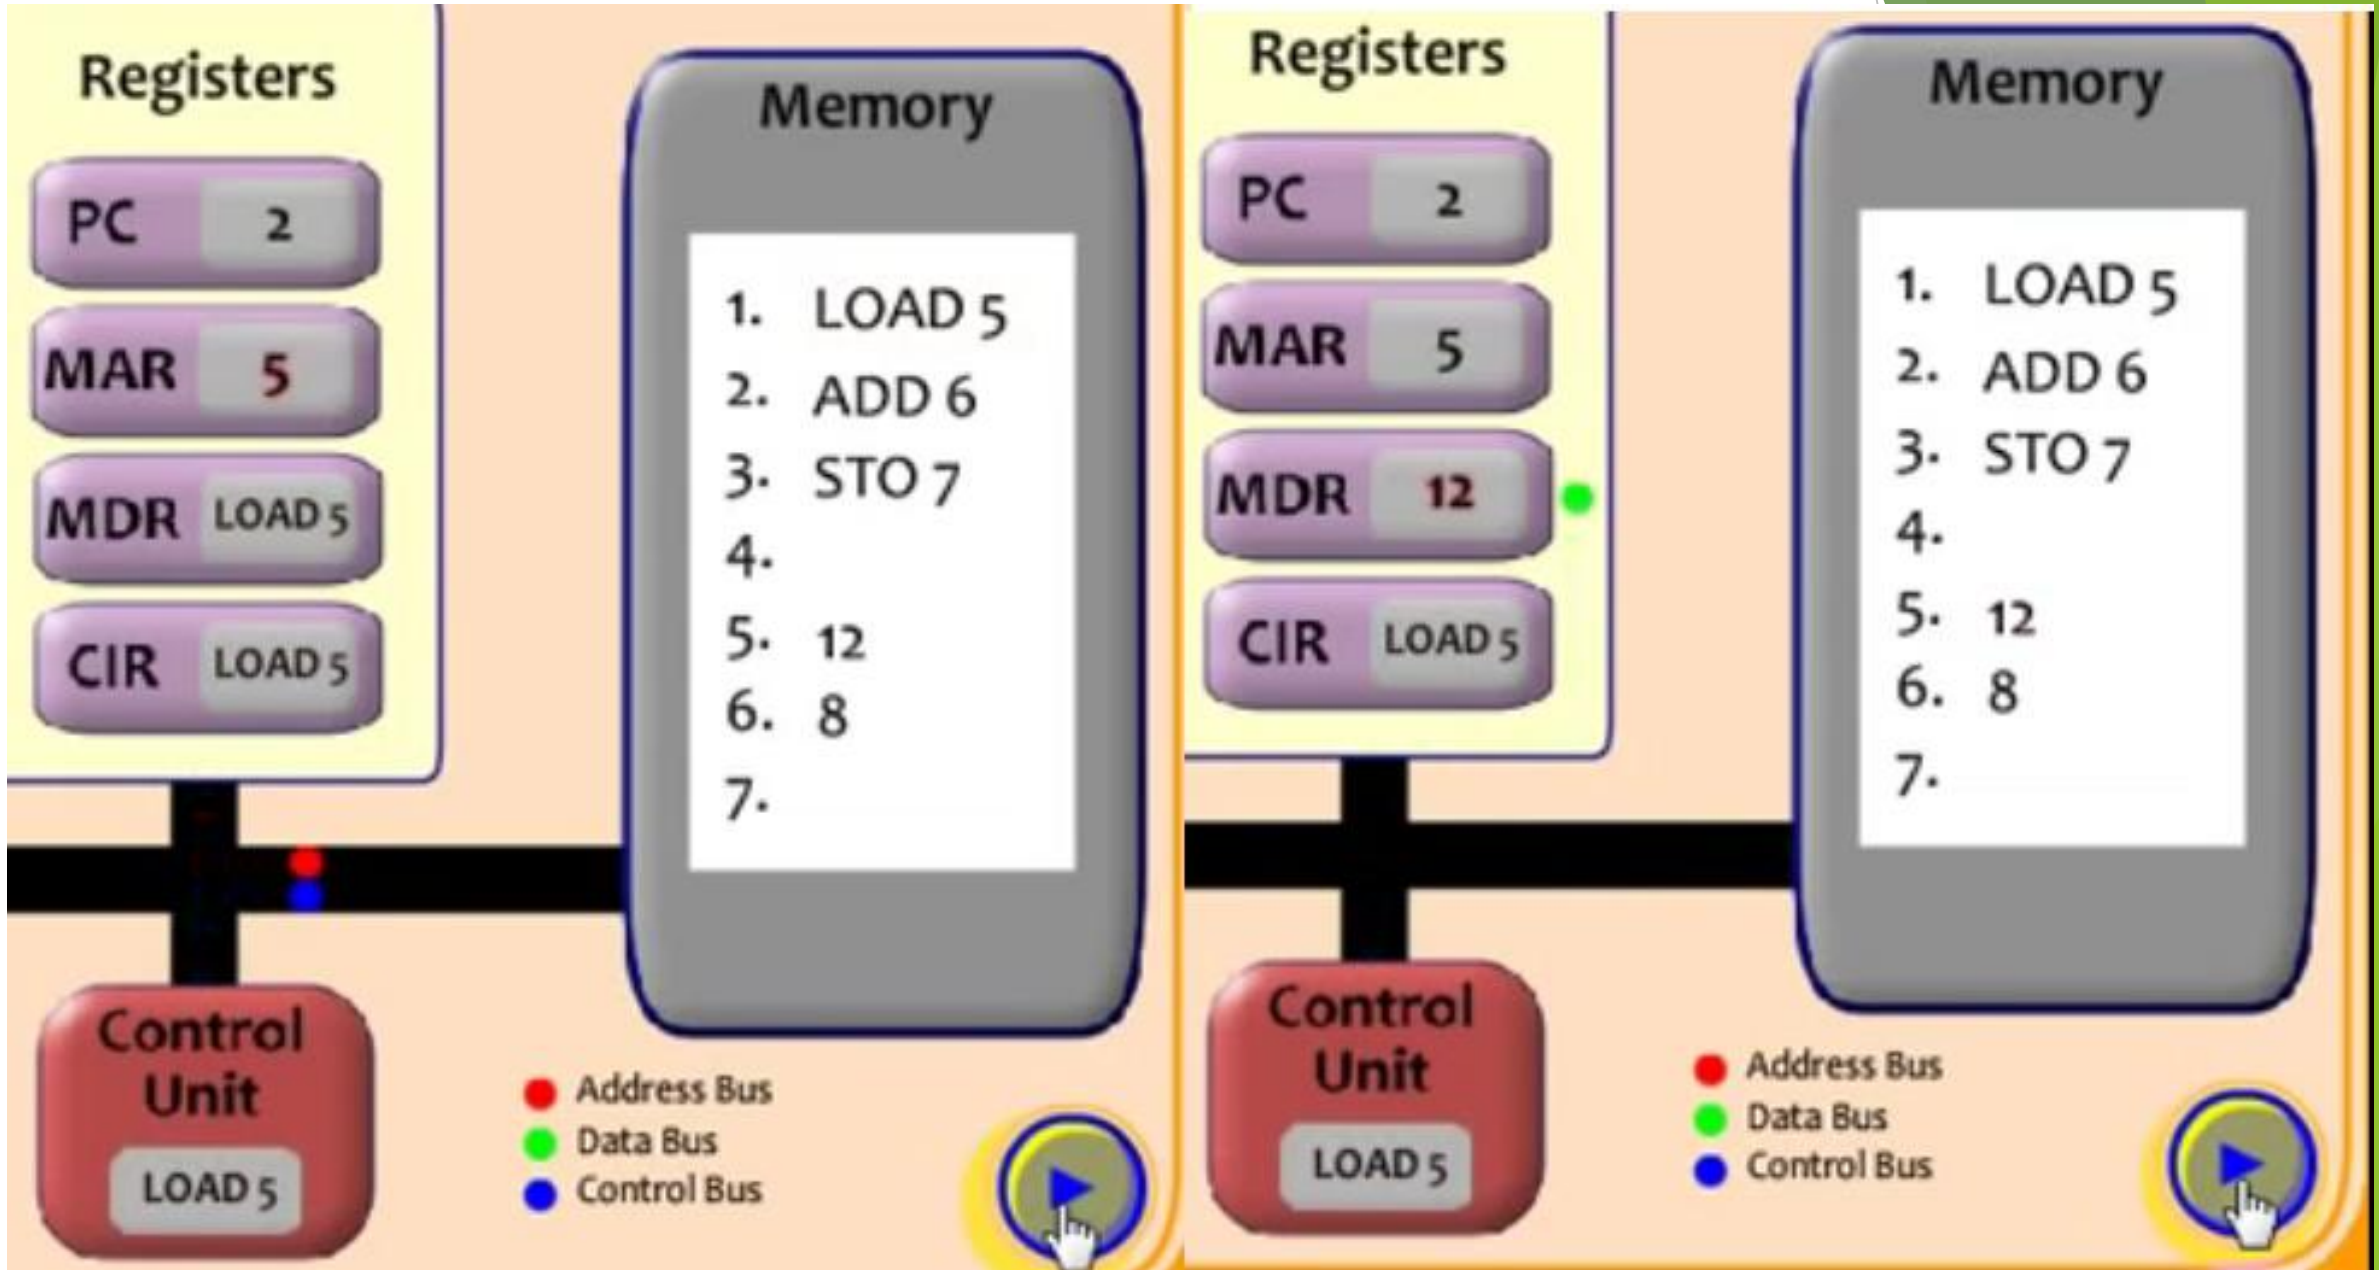 Registers
PC 2
MAR 5
MDR LOAD 5
CIR LOAD 5
Memory
1. LOAD 5
2. ADD 6
3. STO 7
4.
5. 12
6. 8
7.
Control
Unit
LOAD 5
Address Bus
Data Bus
Control Bus
Registers
PC 2
MAR 5
MDR 12
CIR LOAD 5
Memory
1. LOAD 5
2. ADD 6
3. STO 7
4.
5. 12
6. 8
7.
Control
Unit
LOAD 5
Address Bus
Data Bus
Control Bus